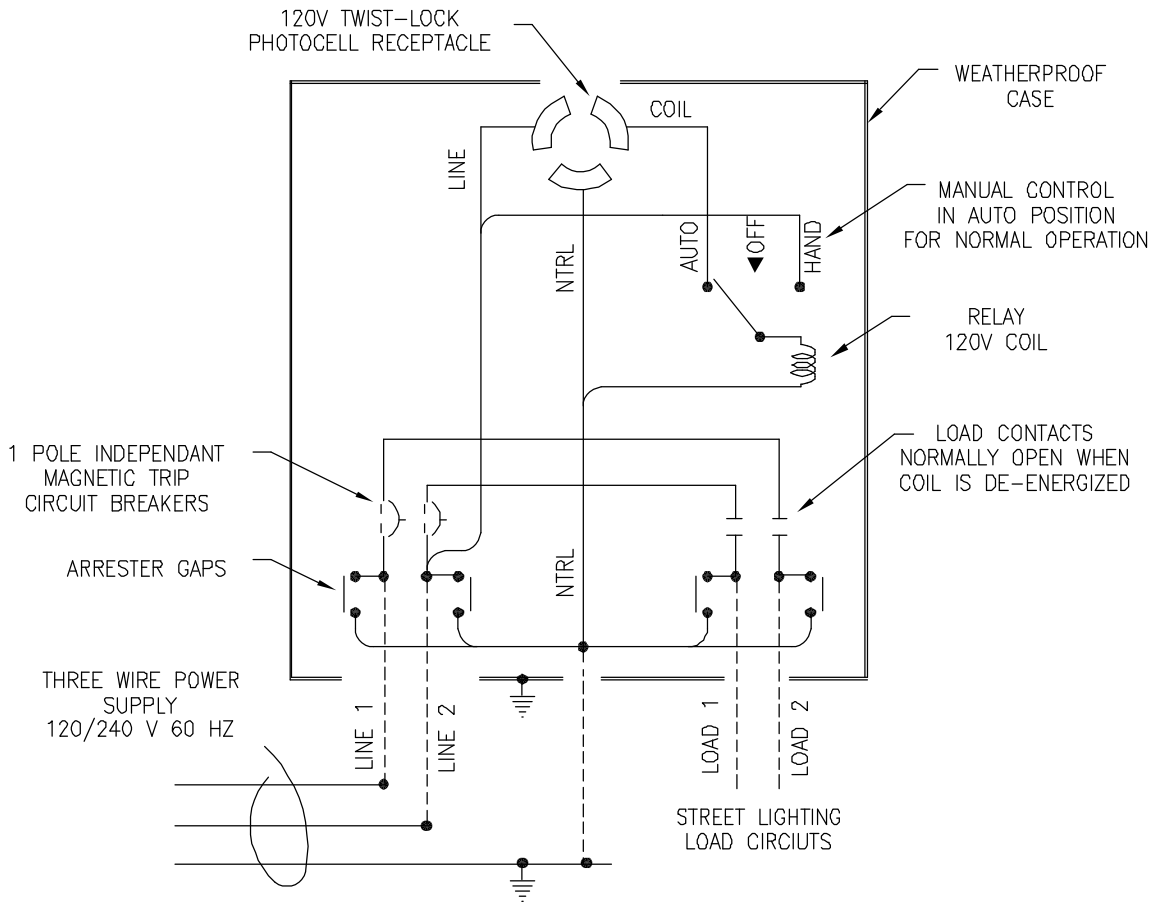 120V TWIST-LOCK
PHOTOCELL RECEPTACLE
WEATHERPROOF
CASE
COIL
LINE
MANUAL CONTROL
IN AUTO POSITION
FOR NORMAL OPERATION
AUTO
OFF
HAND
NTRL
RELAY
120V COIL
1 POLE INDEPENDANT
MAGNETIC TRIP
CIRCUIT BREAKERS
LOAD CONTACTS
NORMALLY OPEN WHEN
COIL IS DE-ENERGIZED
ARRESTER GAPS
NTRL
THREE WIRE POWER
SUPPLY
120/240 V 60 HZ
LINE 1
LINE 2
LOAD 1
LOAD 2
STREET LIGHTING
LOAD CIRCIUTS